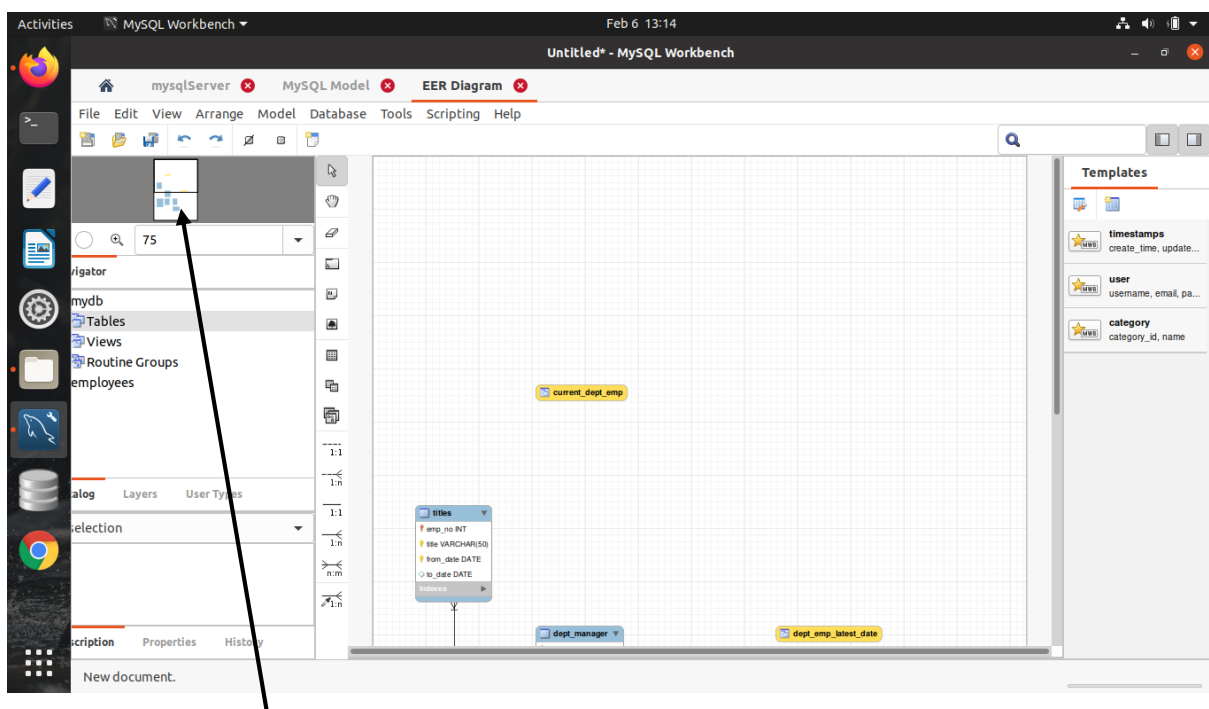 Activities MySQL Workbench Feb 6 13:14
Untitled* - MySQL Workbench
mysqlServer MySQL Model EER Diagram
File Edit View Arrange Model Database Tools Scripting Help
75
vigator
mydb
Tables
Views
Routine Groups
employees
alog Layers User Types
selection
scription Properties History
New document.
1:1
1:n
1:1
1:n
n:m
1:n
current_dept_emp
titles
emp_no INT
title VARCHAR(50)
from_date DATE
to_date DATE
Indexes
dept_manager
dept_emp_latest_date
Templates
timestamps
create_time, update...
user
username, email, pa...
category
category_id, name